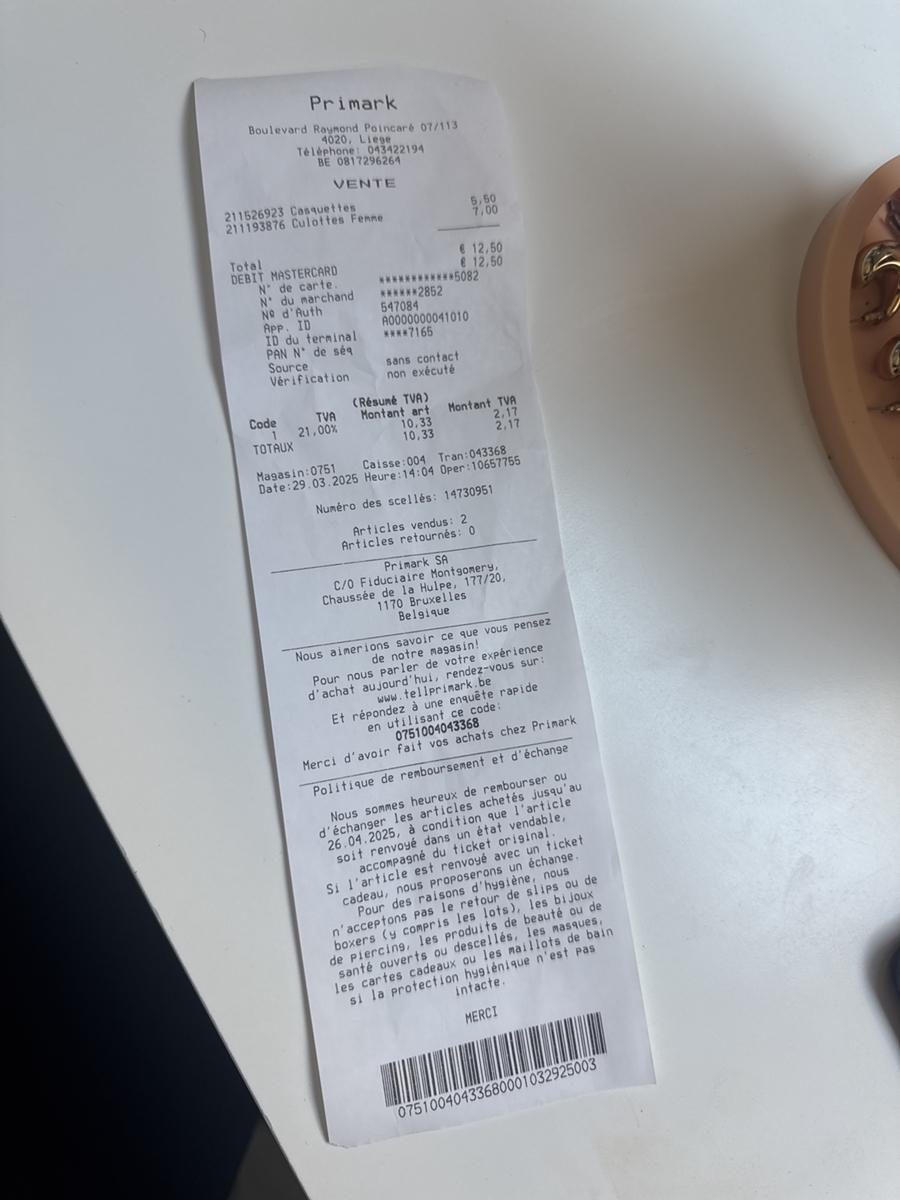 Primark
Boulevard Raymond Poincaré 07/113
4020, Liege
Téléphone: 043422194
BE 0817296264
VENTE
211526923 Casquettes 5,50
211193876 Culottes Femme 7,00
Total € 12,50
DEBIT MASTERCARD € 12,50
N° de carte. ************5082
N° du marchand ******2852
Nº d'Auth 547084
App. ID A0000000041010
ID du terminal ****7165
PAN N° de séq
Source sans contact
Vérification non exécuté
(Résumé TVA)
Code TVA Montant art Montant TVA
1 21,00% 10,33 2,17
TOTAUX 10,33 2,17
Magasin:0751 Caisse:004 Tran:043368
Date:29.03.2025 Heure:14:04 Oper:10657755
Numéro des scellés: 14730951
Articles vendus: 2
Articles retournés: 0
Primark SA
C/O Fiduciaire Montgomery,
Chaussée de la Hulpe, 177/20,
1170 Bruxelles
Belgique
Nous aimerions savoir ce que vous pensez
de notre magasin!
Pour nous parler de votre expérience
d'achat aujourd'hui, rendez-vous sur:
www.tellprimark.be
Et répondez à une enquête rapide
en utilisant ce code:
0751004043368
Merci d'avoir fait vos achats chez Primark
Politique de remboursement et d'échange
Nous sommes heureux de rembourser ou
d'échanger les articles achetés jusqu'au
26.04.2025, à condition que l'article
soit renvoyé dans un état vendable,
accompagné du ticket original.
Si l'article est renvoyé avec un ticket
cadeau, nous proposerons un échange.
Pour des raisons d'hygiène, nous
n'acceptons pas le retour de slips ou de
boxers (y compris les lots), les bijoux
de piercing, les produits de beauté ou de
santé ouverts ou descellés, les masques,
les cartes cadeaux ou les maillots de bain
si la protection hygiénique n'est pas
intacte.
MERCI
07510040433680001032925003